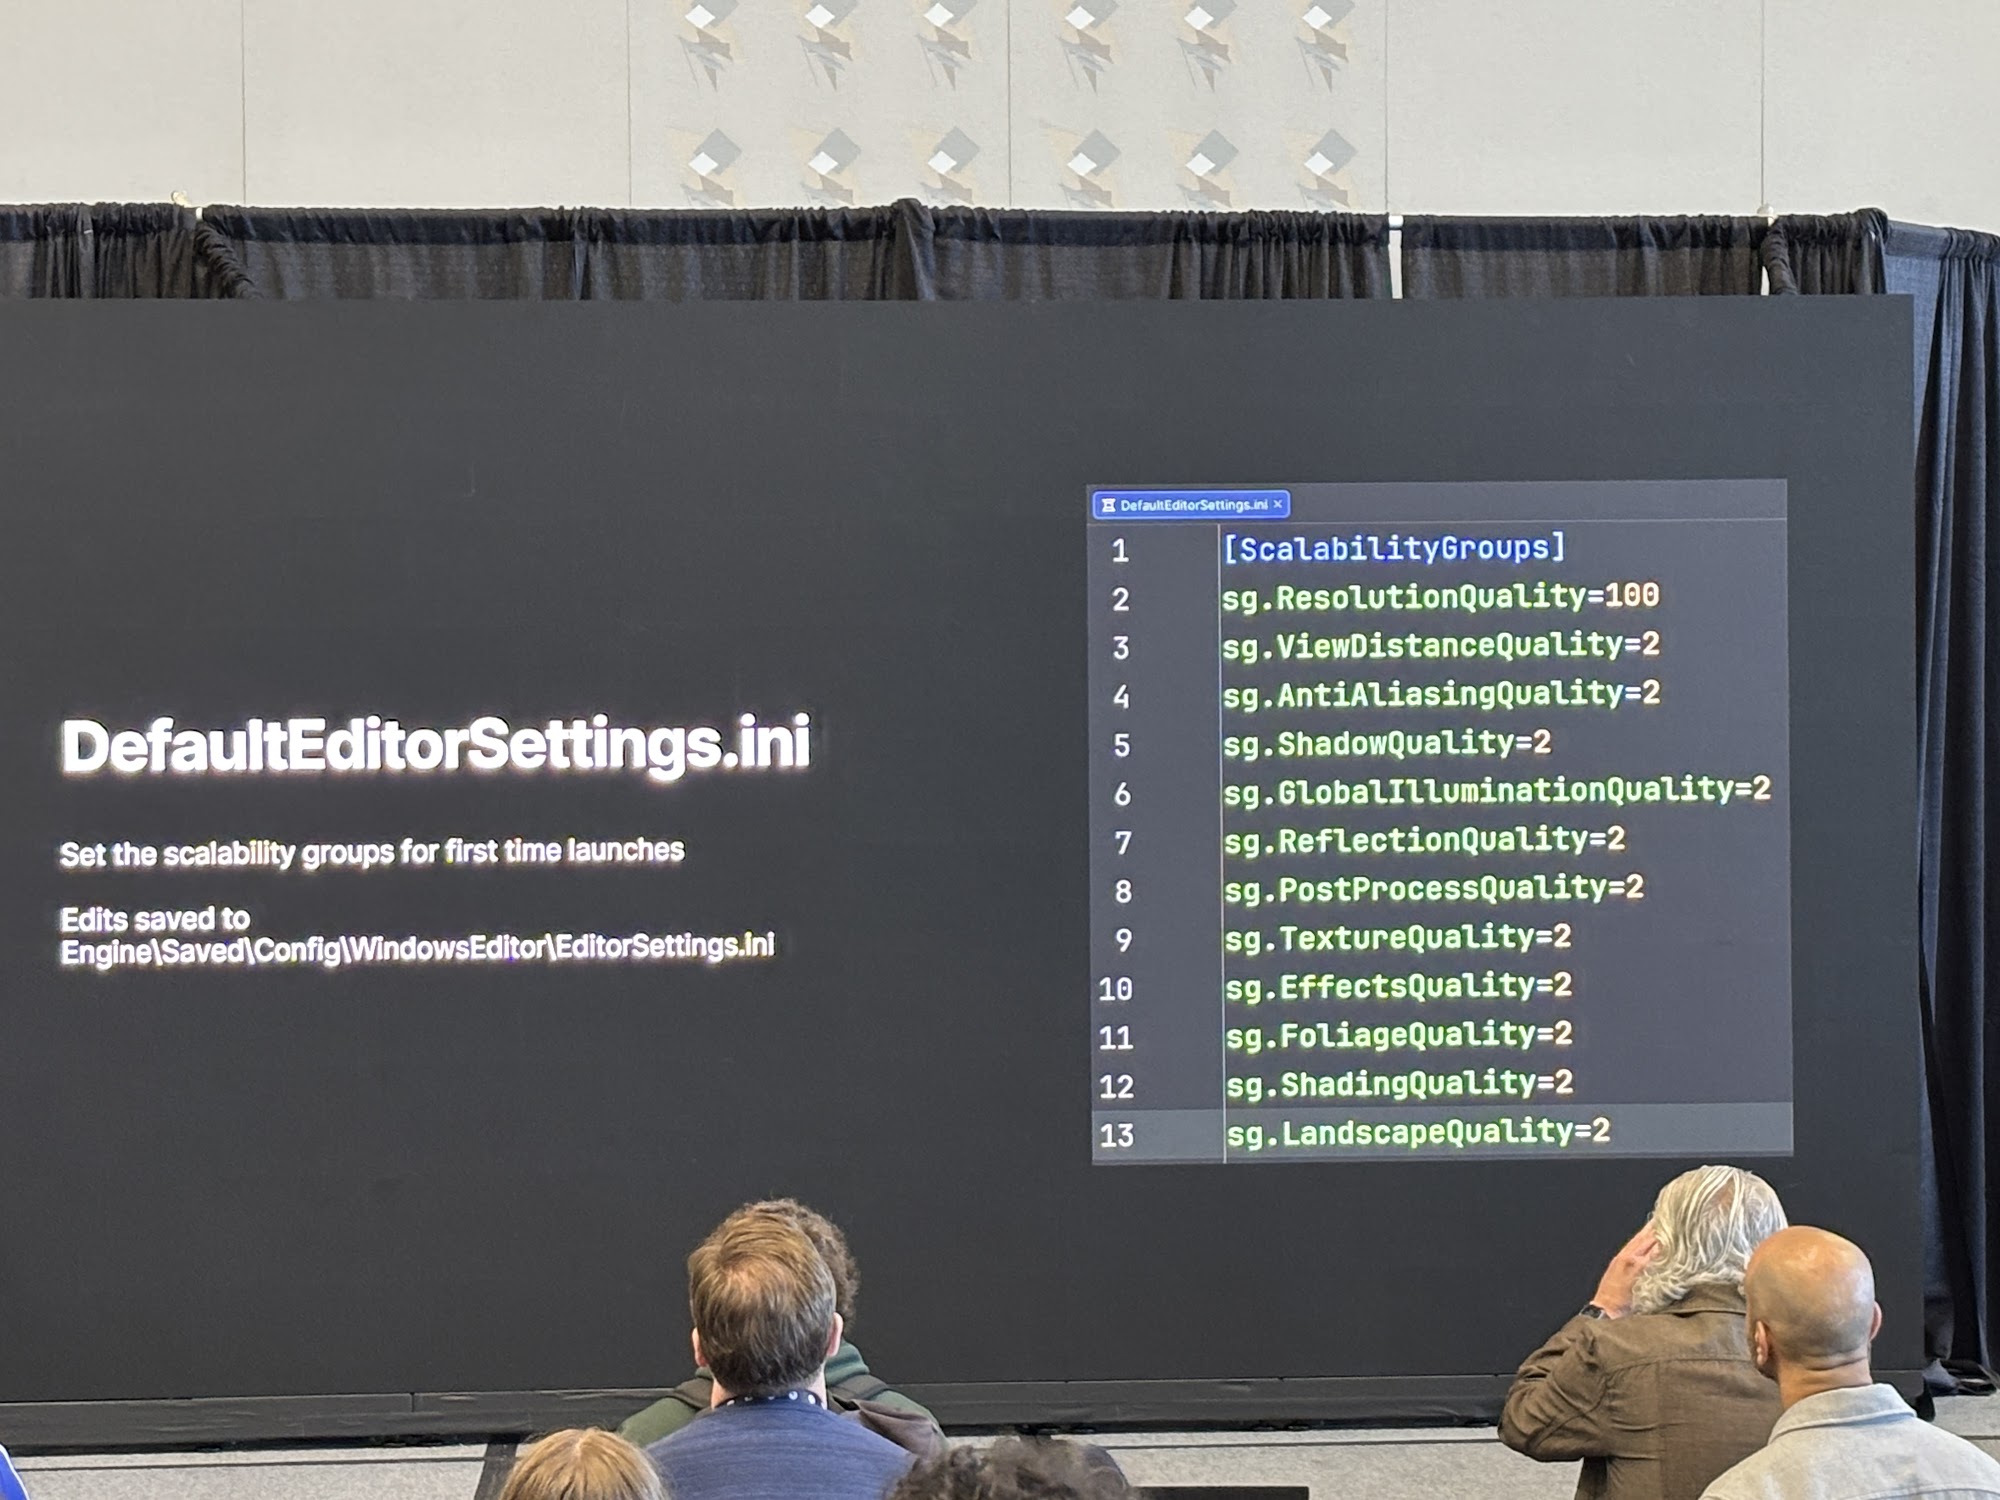 DefaultEditorSettings.ini
Set the scalability groups for first time launches
Edits saved to
Engine\Saved\Config\WindowsEditor\EditorSettings.ini
DefaultEditorSettings.ini ×
1 [ScalabilityGroups]
2 sg.ResolutionQuality=100
3 sg.ViewDistanceQuality=2
4 sg.AntiAliasingQuality=2
5 sg.ShadowQuality=2
6 sg.GlobalIlluminationQuality=2
7 sg.ReflectionQuality=2
8 sg.PostProcessQuality=2
9 sg.TextureQuality=2
10 sg.EffectsQuality=2
11 sg.FoliageQuality=2
12 sg.ShadingQuality=2
13 sg.LandscapeQuality=2